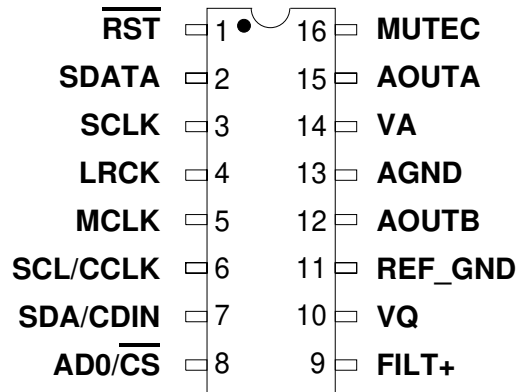 RST 1 16 MUTEC
SDATA 2 15 AOUTA
SCLK 3 14 VA
LRCK 4 13 AGND
MCLK 5 12 AOUTB
SCL/CCLK 6 11 REF_GND
SDA/CDIN 7 10 VQ
AD0/CS 8 9 FILT+